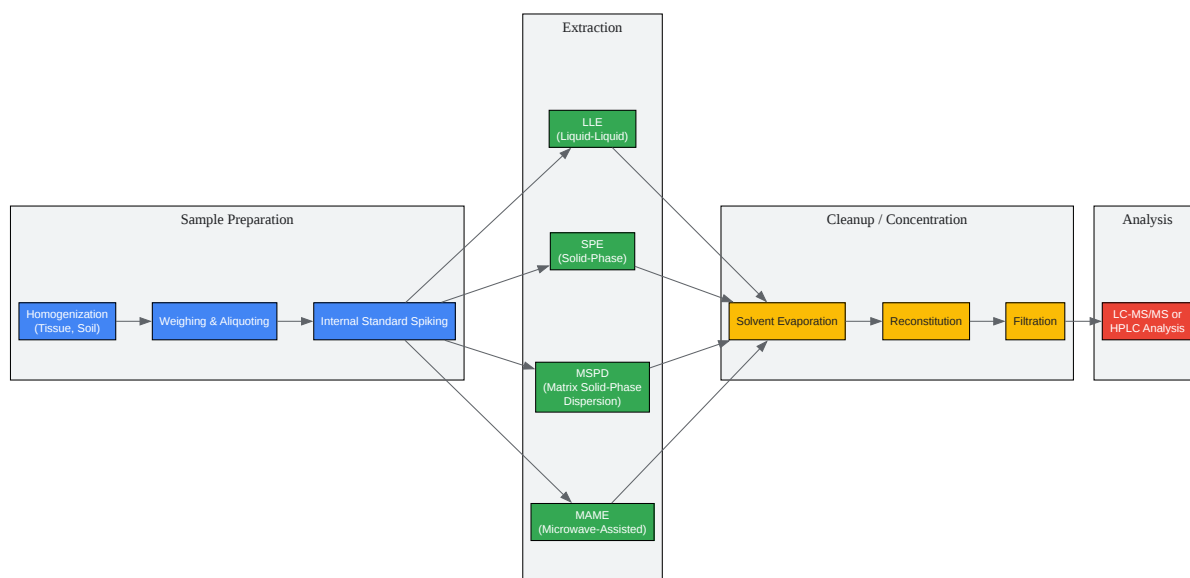 Extraction
LLE
(Liquid-Liquid)
SPE
(Solid-Phase)
MSPD
(Matrix Solid-Phase
Dispersion)
MAME
(Microwave-Assisted)
Sample Preparation
Homogenization
(Tissue, Soil)
Weighing & Aliquoting
Internal Standard Spiking
Cleanup / Concentration
Solvent Evaporation
Reconstitution
Filtration
Analysis
LC-MS/MS or
HPLC Analysis